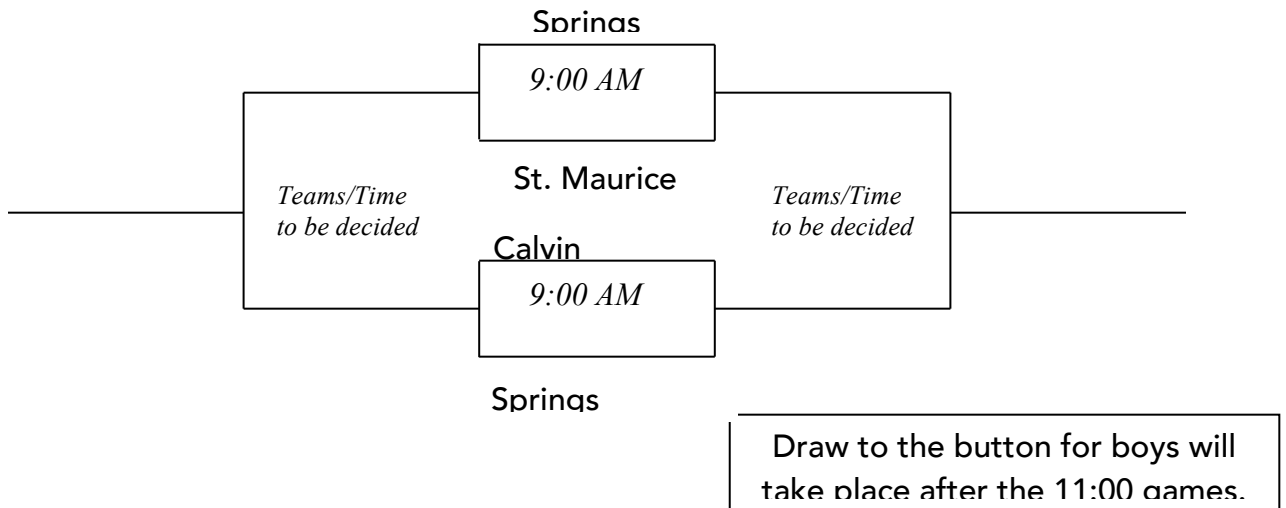 Springs
9:00 AM
St. Maurice
Teams/Time
to be decided
Teams/Time
to be decided
Calvin
9:00 AM
Springs
Draw to the button for boys will
take place after the 11:00 games.